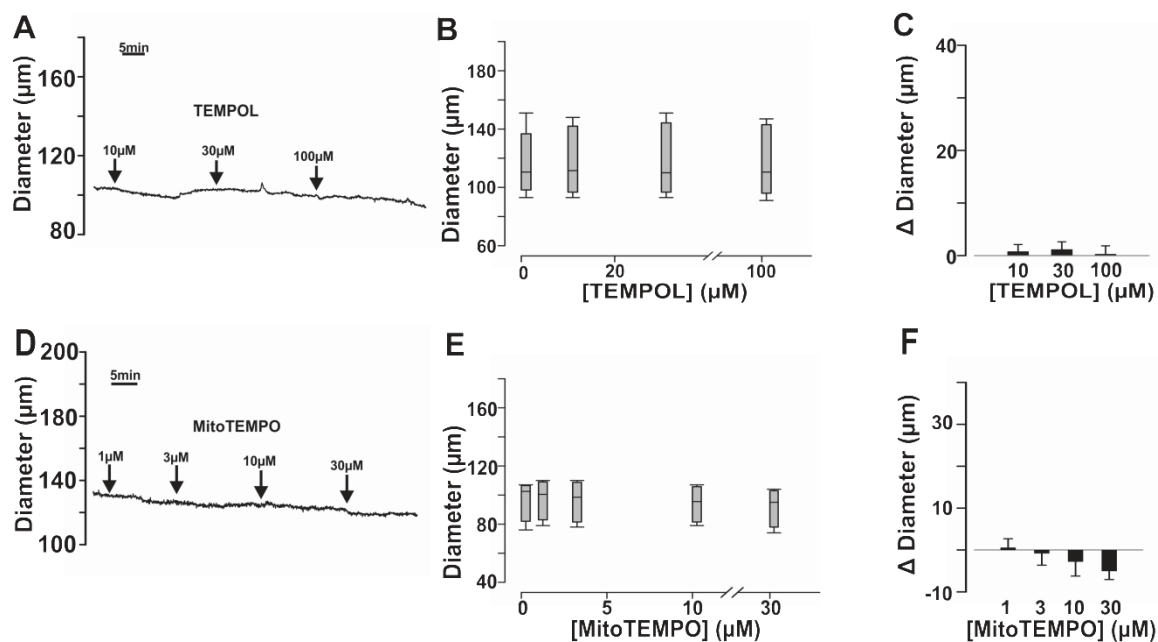 A
5min
160
120
80
Diameter (µm)
TEMPOL
10µM
30µM
100µM
B
180
140
100
60
Diameter (µm)
0
20
100
[TEMPOL] (µM)
C
40
20
0
Δ Diameter (µm)
10
30
100
[TEMPOL] (µM)
D
200
180
130
100
Diameter (µm)
5min
MitoTEMPO
1µM
3µM
10µM
30µM
E
160
120
80
40
Diameter (µm)
0
5
10
30
[MitoTEMPO] (µM)
F
30
10
-10
Δ Diameter (µm)
1
3
10
30
[MitoTEMPO] (µM)